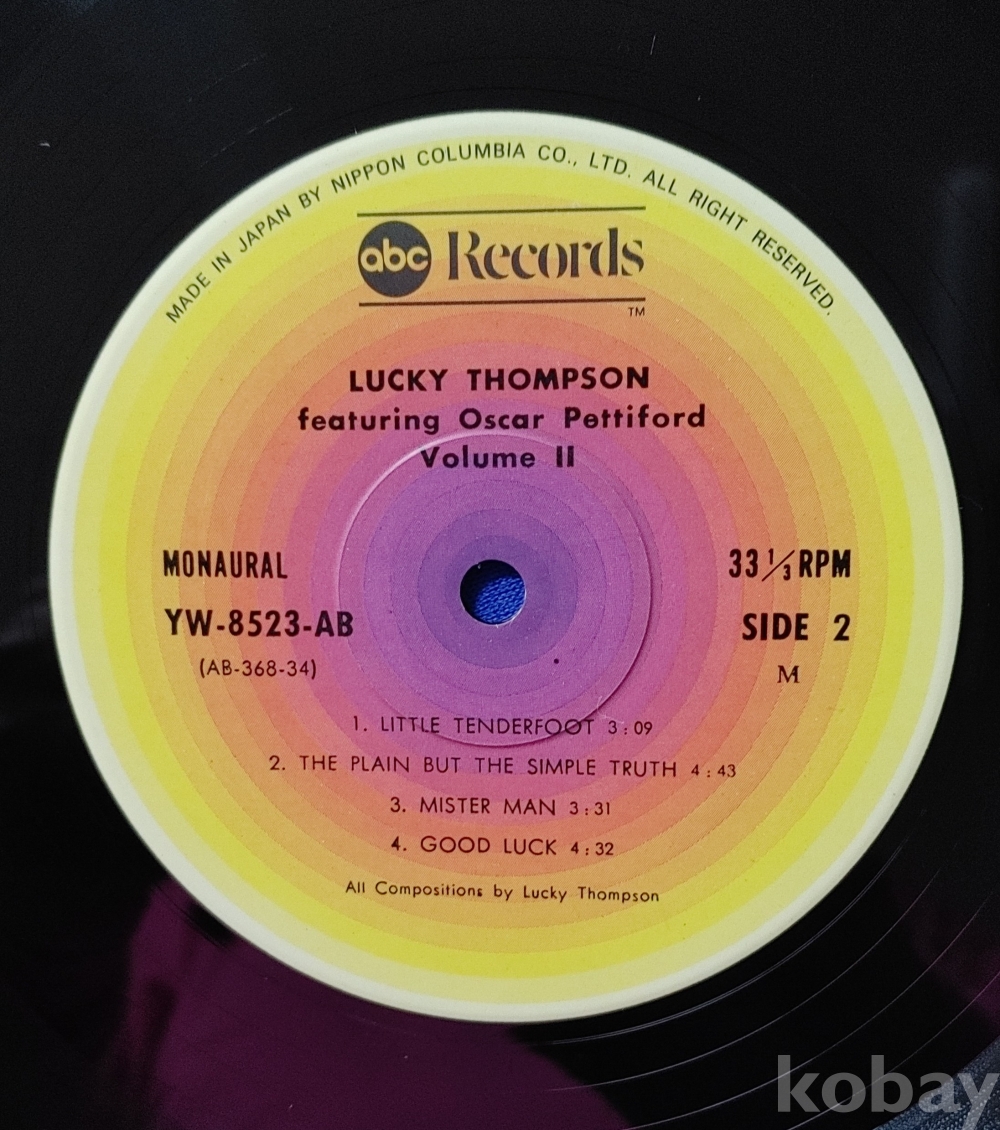 MADE IN JAPAN BY NIPPON COLUMBIA CO., LTD. ALL RIGHT RESERVED.
abc Records
TM
LUCKY THOMPSON
featuring Oscar Pettiford
Volume II
MONAURAL
33 1/3 RPM
YW-8523-AB
SIDE 2
(AB-368-34)
M
1. LITTLE TENDERFOOT 3:09
2. THE PLAIN BUT THE SIMPLE TRUTH 4:43
3. MISTER MAN 3:31
4. GOOD LUCK 4:32
All Compositions by Lucky Thompson
kobay